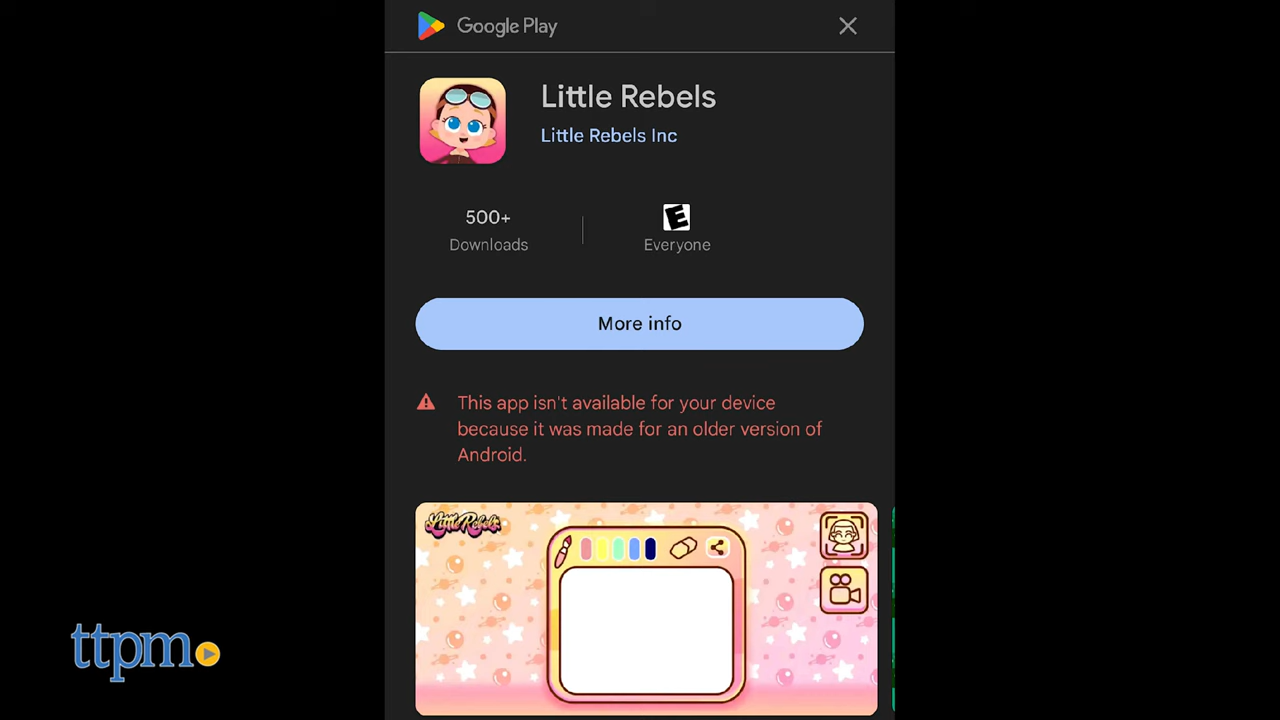 Google Play
Little Rebels
Little Rebels Inc
500+
Downloads
E
Everyone
More info
This app isn't available for your device
because it was made for an older version of
Android.
Little Rebels
ttpm